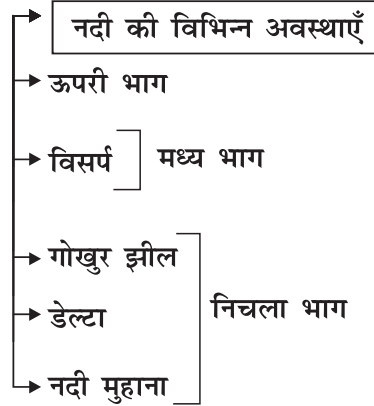 नदी की विभिन्न अवस्थाएँ
ऊपरी भाग
विसर्प मध्य भाग
गोखुर झील
डेल्टा निचला भाग
नदी मुहाना